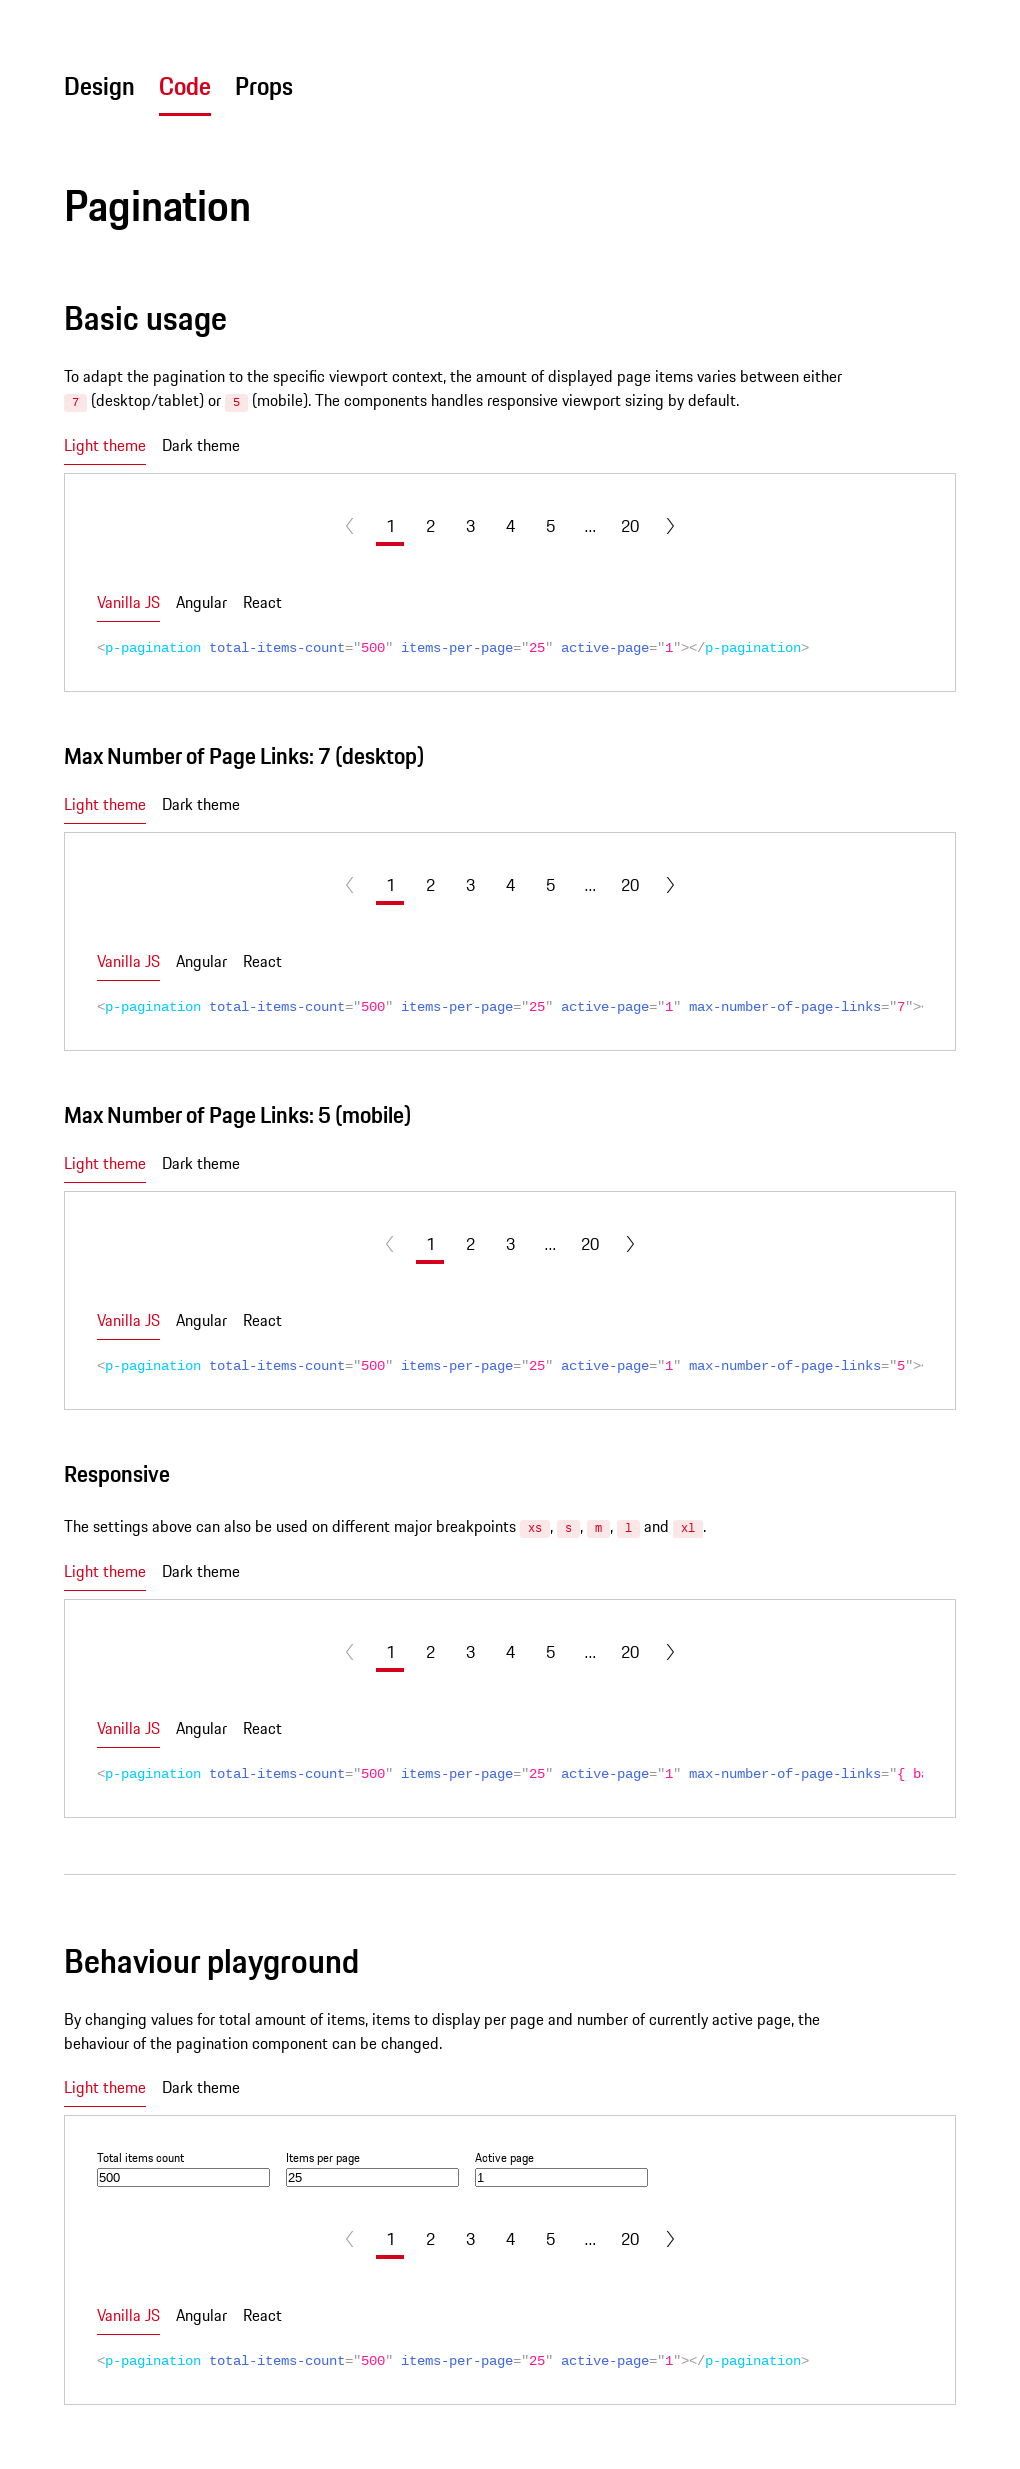 Design Code Props
Pagination
Basic usage
To adapt the pagination to the specific viewport context, the amount of displayed page items varies between either
7 (desktop/tablet) or 5 (mobile). The components handles responsive viewport sizing by default.
Light theme Dark theme
1 2 3 4 5 ... 20
Vanilla JS Angular React
<p-pagination total-items-count="500" items-per-page="25" active-page="1"></p-pagination>
Max Number of Page Links: 7 (desktop)
Light theme Dark theme
1 2 3 4 5 ... 20
Vanilla JS Angular React
<p-pagination total-items-count="500" items-per-page="25" active-page="1" max-number-of-page-links="7"><
Max Number of Page Links: 5 (mobile)
Light theme Dark theme
1 2 3 ... 20
Vanilla JS Angular React
<p-pagination total-items-count="500" items-per-page="25" active-page="1" max-number-of-page-links="5"><
Responsive
The settings above can also be used on different major breakpoints xs, s, m, l and xl.
Light theme Dark theme
1 2 3 4 5 ... 20
Vanilla JS Angular React
<p-pagination total-items-count="500" items-per-page="25" active-page="1" max-number-of-page-links="{ ba
Behaviour playground
By changing values for total amount of items, items to display per page and number of currently active page, the
behaviour of the pagination component can be changed.
Light theme Dark theme
Total items count Items per page Active page
500 25 1
1 2 3 4 5 ... 20
Vanilla JS Angular React
<p-pagination total-items-count="500" items-per-page="25" active-page="1"></p-pagination>